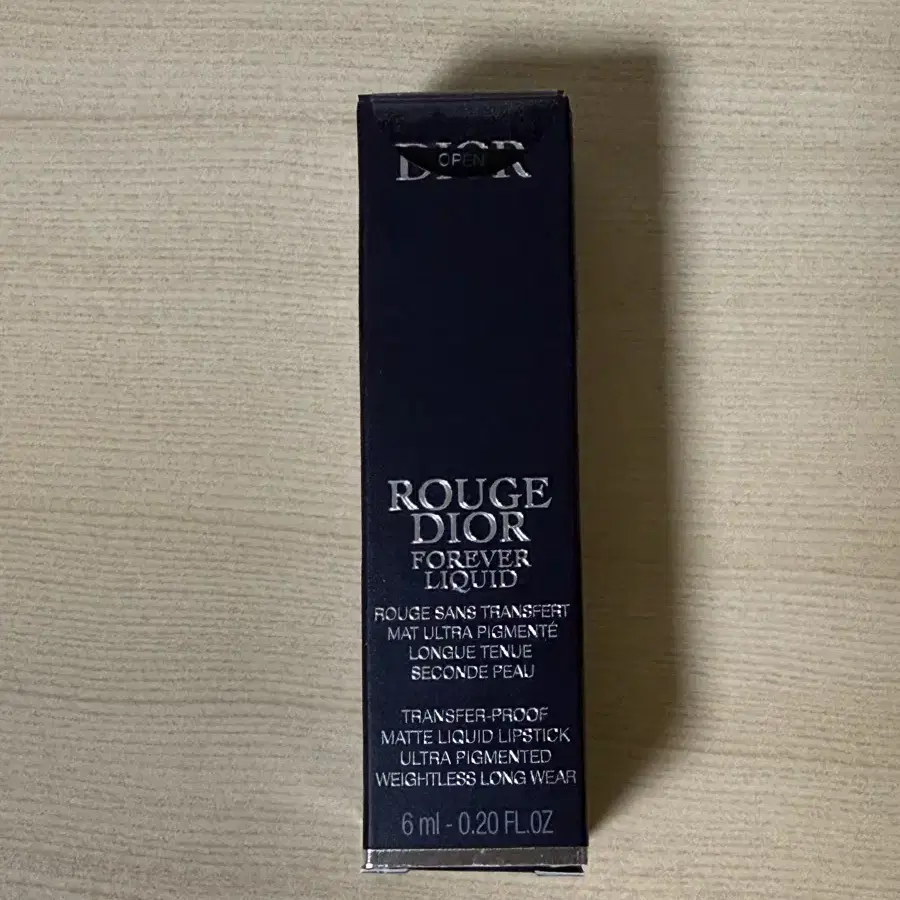 DIOR
OPEN
ROUGE
DIOR
FOREVER
LIQUID
ROUGE SANS TRANSFERT
MAT ULTRA PIGMENTÉ
LONGUE TENUE
SECONDE PEAU
TRANSFER-PROOF
MATTE LIQUID LIPSTICK
ULTRA PIGMENTED
WEIGHTLESS LONG WEAR
6 ml - 0.20 FL.OZ